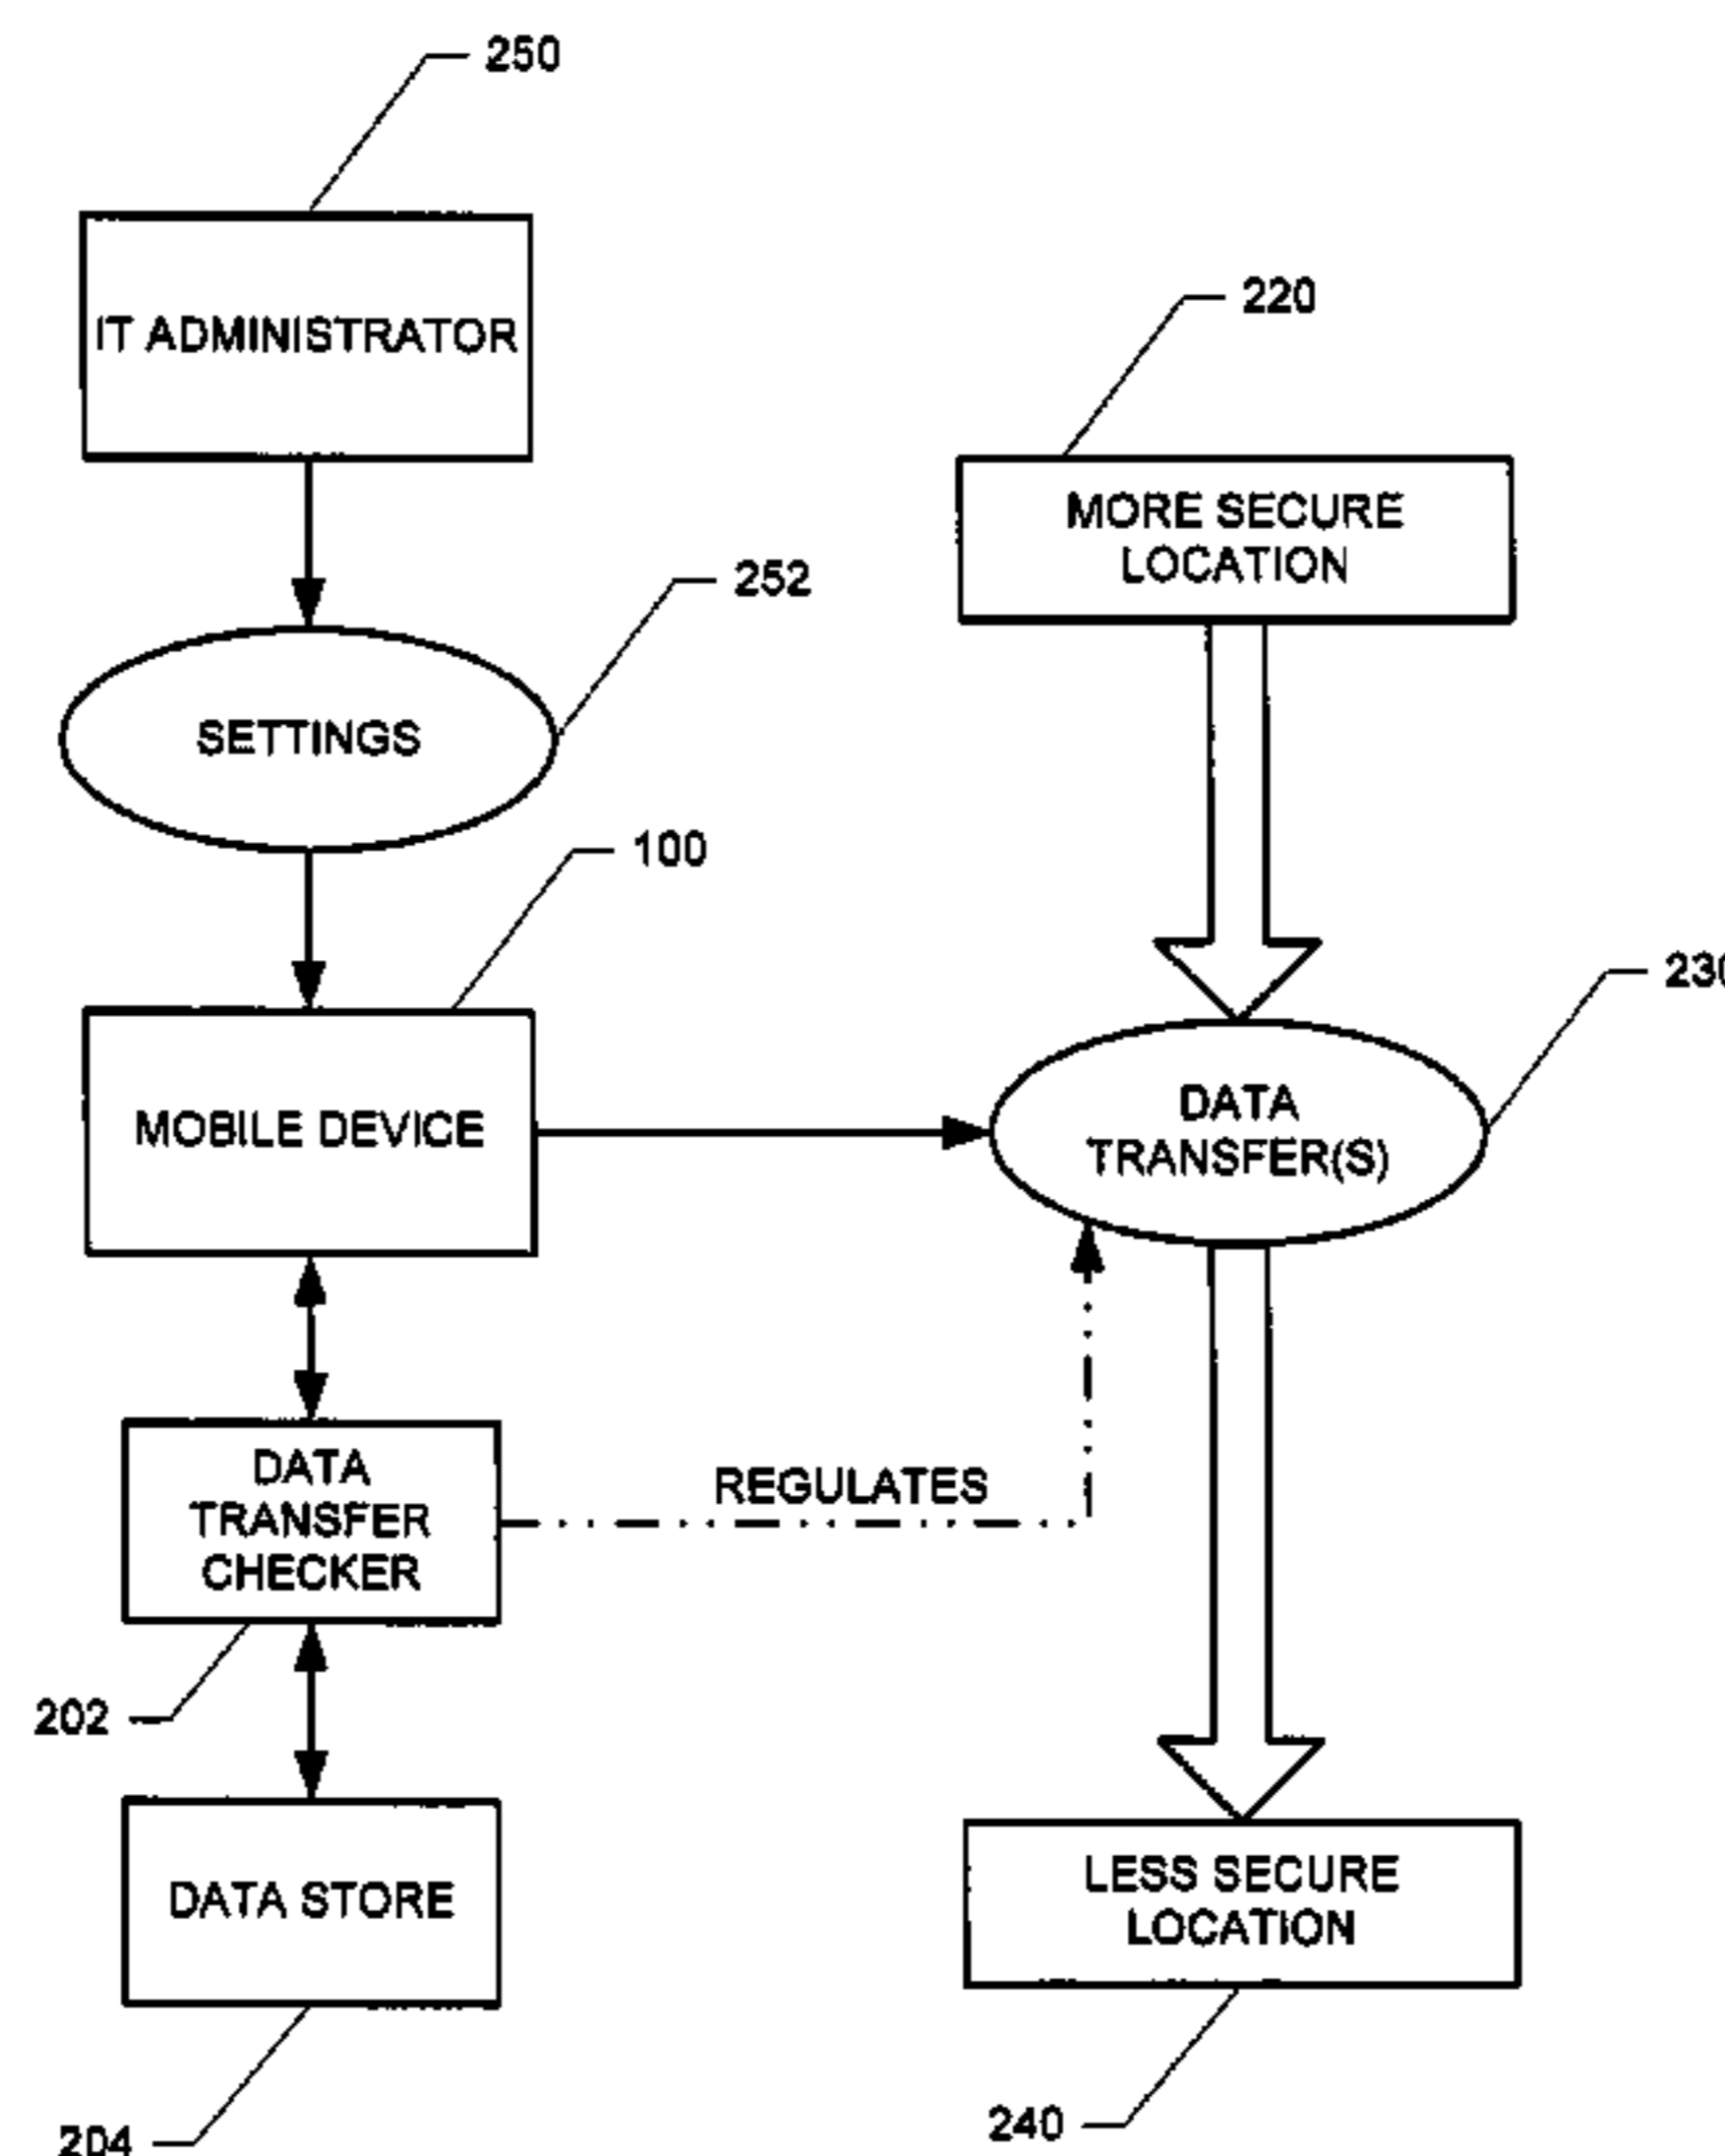 250
IT ADMINISTRATOR
220
MORE SECURE
LOCATION
252
SETTINGS
100
MOBILE DEVICE
230
DATA
TRANSFER(S)
DATA
TRANSFER
CHECKER
REGULATES
202
DATA STORE
LESS SECURE
LOCATION
204
240